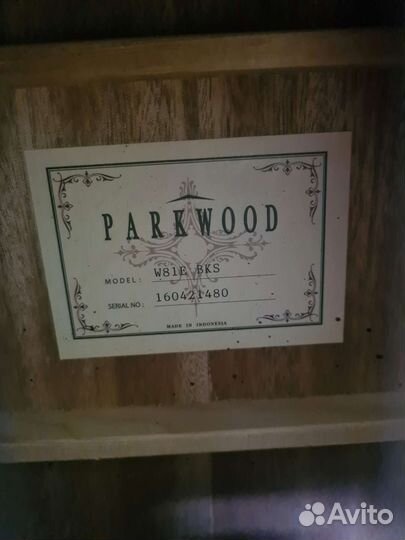 PARKWOOD
MODEL: W81E BKS
SERIAL NO: 160421480
MADE IN INDONESIA
Avito